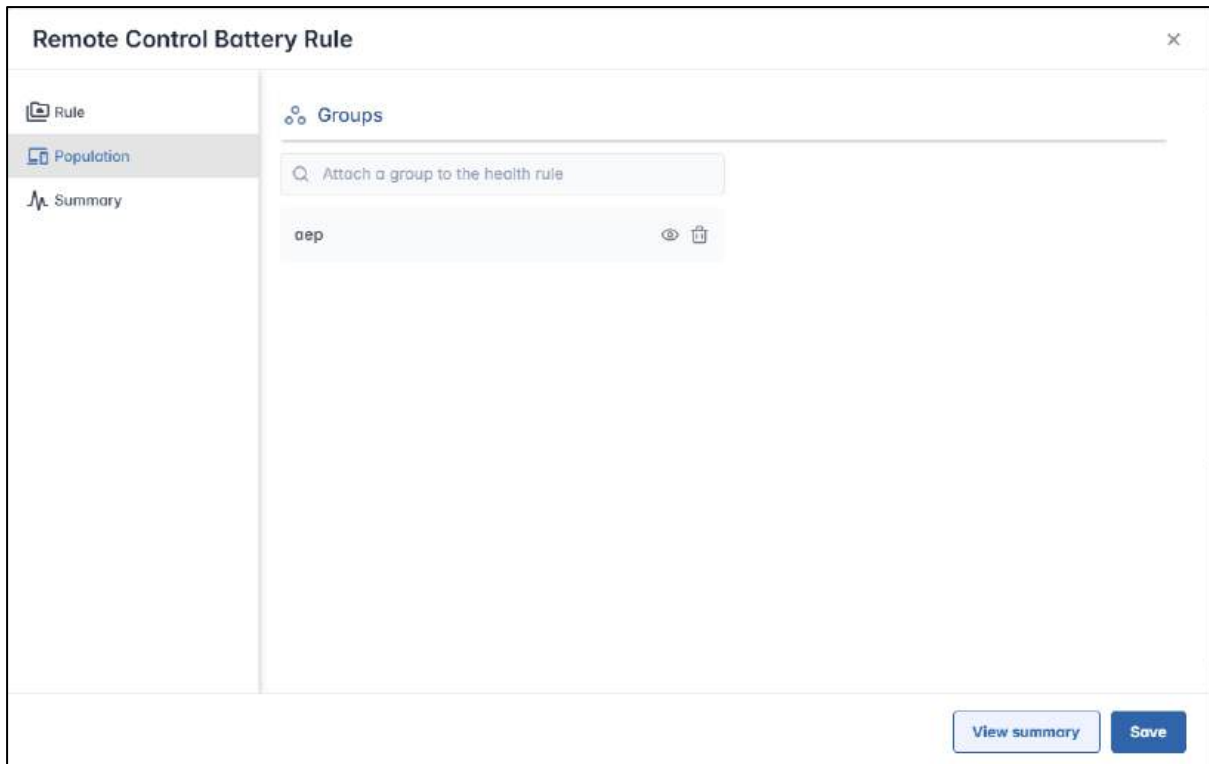 Remote Control Battery Rule
Rule
Population
Summary
Groups
Attach a group to the health rule
aep
View summary
Save